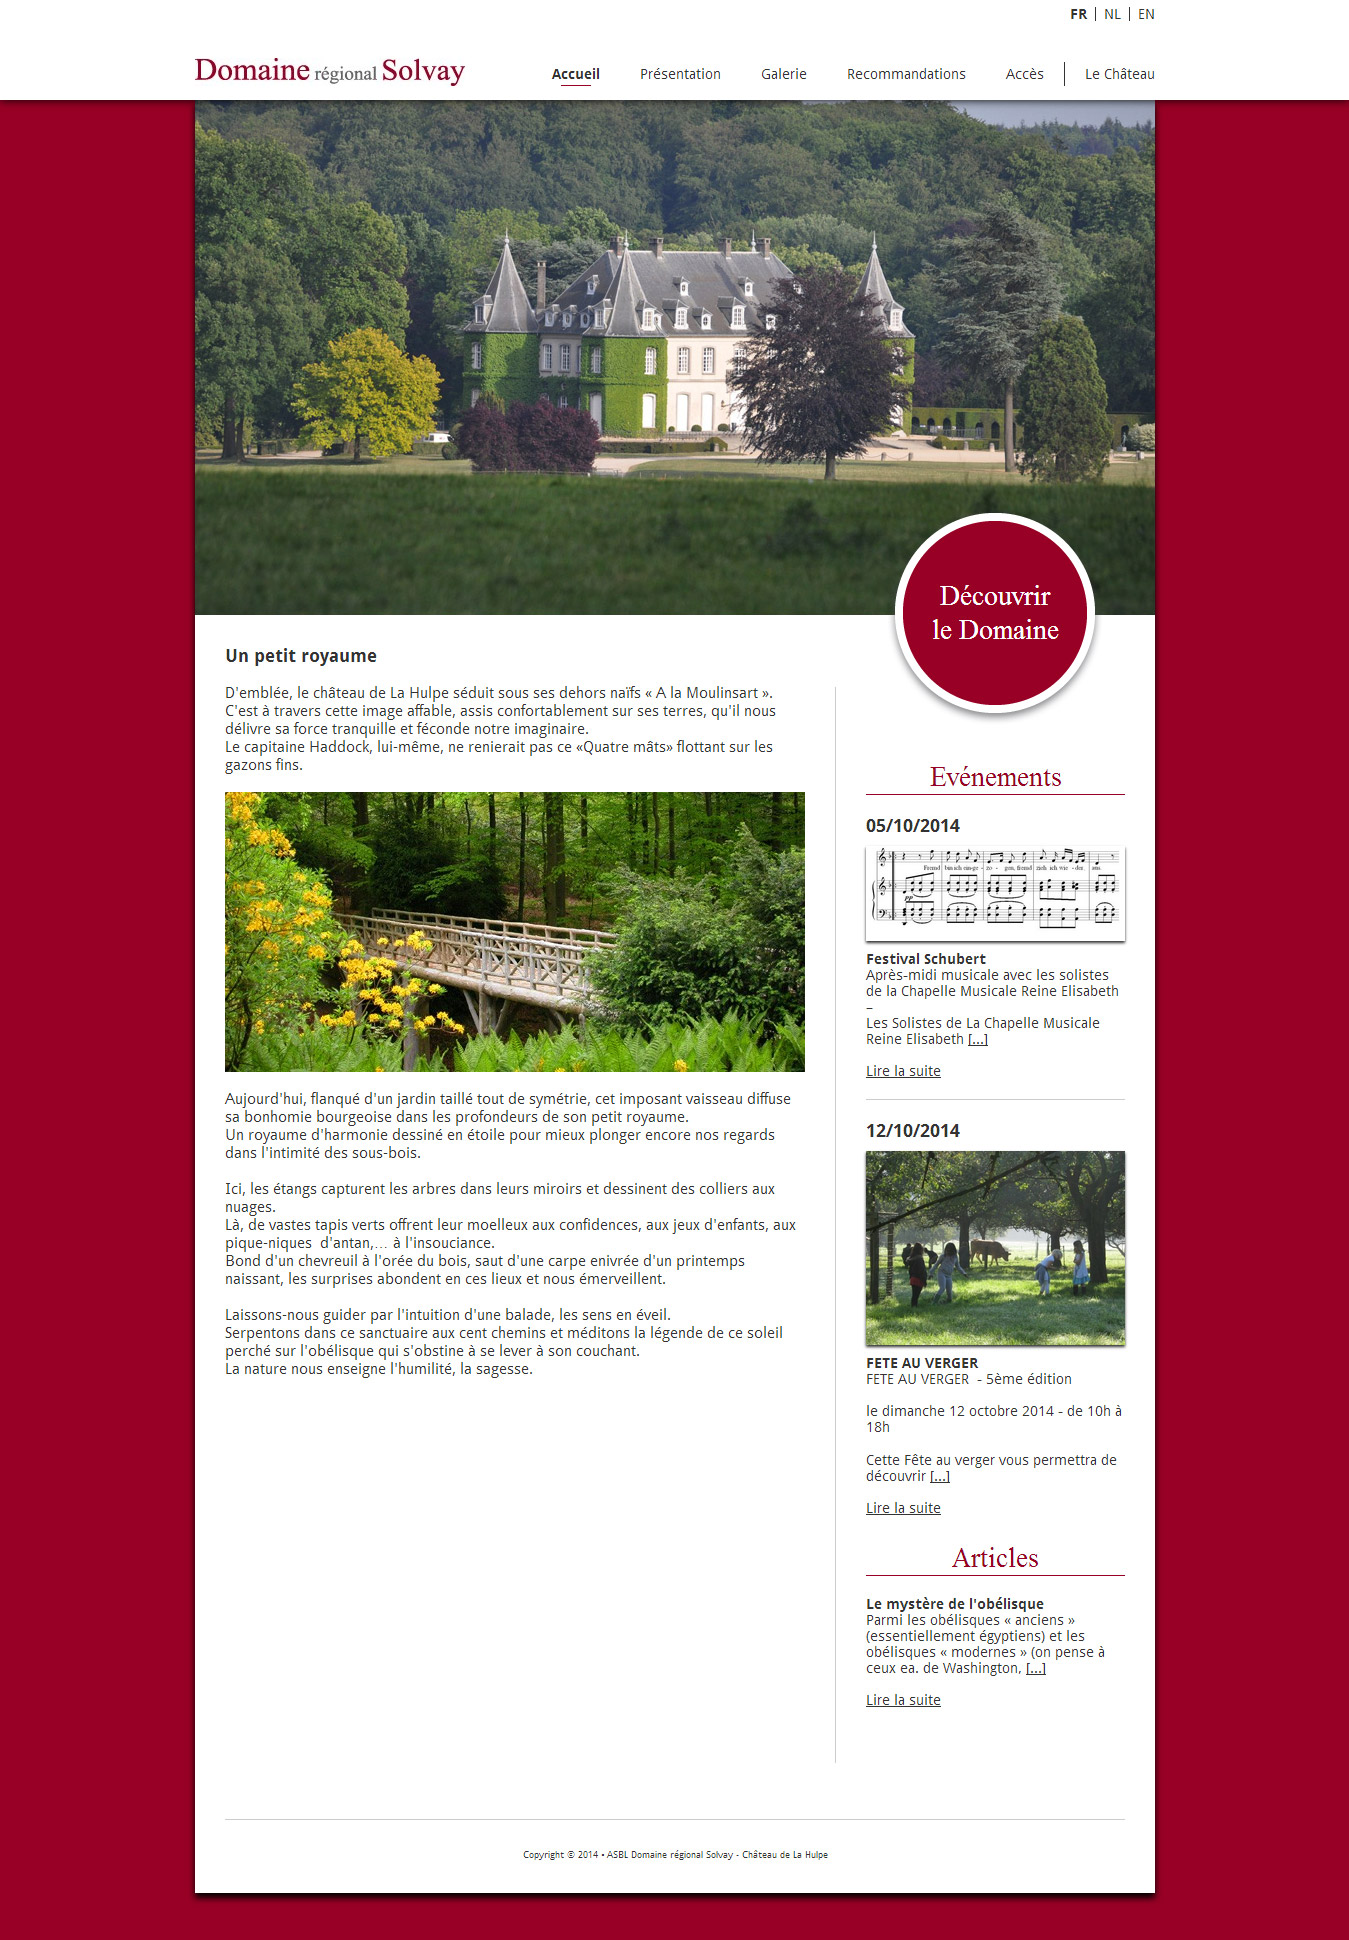 FR | NL | EN
Domaine régional Solvay
Accueil
Présentation
Galerie
Recommandations
Accès
Le Château
Découvrir
le Domaine
Un petit royaume
D'emblée, le château de La Hulpe séduit sous ses dehors naïfs « A la Moulinsart ».
C'est à travers cette image affable, assis confortablement sur ses terres, qu'il nous
délivre sa force tranquille et féconde notre imaginaire.
Le capitaine Haddock, lui-même, ne renierait pas ce «Quatre mâts» flottant sur les
gazons fins.
Aujourd'hui, flanqué d'un jardin taillé tout de symétrie, cet imposant vaisseau diffuse
sa bonhomie bourgeoise dans les profondeurs de son petit royaume.
Un royaume d'harmonie dessiné en étoile pour mieux plonger encore nos regards
dans l'intimité des sous-bois.
Ici, les étangs capturent les arbres dans leurs miroirs et dessinent des colliers aux
nuages.
Là, de vastes tapis verts offrent leur moelleux aux confidences, aux jeux d'enfants, aux
pique-niques  d'antan,… à l'insouciance.
Bond d'un chevreuil à l'orée du bois, saut d'une carpe enivrée d'un printemps
naissant, les surprises abondent en ces lieux et nous émerveillent.
Laissons-nous guider par l'intuition d'une balade, les sens en éveil.
Serpentons dans ce sanctuaire aux cent chemins et méditons la légende de ce soleil
perché sur l'obélisque qui s'obstine à se lever à son couchant.
La nature nous enseigne l'humilité, la sagesse.
Evénements
05/10/2014
Fremd bin ich einge - zo - gen, fremd zieh ich wie - der aus.
pp
Festival Schubert
Après-midi musicale avec les solistes
de la Chapelle Musicale Reine Elisabeth
–
Les Solistes de La Chapelle Musicale
Reine Elisabeth [...]
Lire la suite
12/10/2014
FETE AU VERGER
FETE AU VERGER  - 5ème édition
le dimanche 12 octobre 2014 - de 10h à
18h
Cette Fête au verger vous permettra de
découvrir [...]
Lire la suite
Articles
Le mystère de l'obélisque
Parmi les obélisques « anciens »
(essentiellement égyptiens) et les
obélisques « modernes » (on pense à
ceux ea. de Washington, [...]
Lire la suite
Copyright © 2014 • ASBL Domaine régional Solvay - Château de La Hulpe